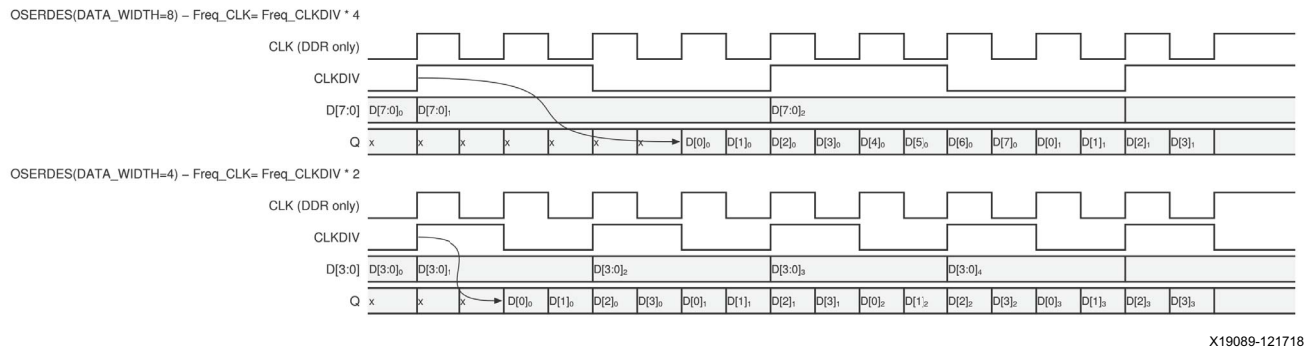 OSERDES(DATA_WIDTH=8) – Freq_CLK= Freq_CLKDIV * 4
CLK (DDR only)
CLKDIV
D[7:0] D[7:0]₀ D[7:0]₁ D[7:0]₂
Q x x x x x x x D[0]₀ D[1]₀ D[2]₀ D[3]₀ D[4]₀ D[5]₀ D[6]₀ D[7]₀ D[0]₁ D[1]₁ D[2]₁ D[3]₁
OSERDES(DATA_WIDTH=4) – Freq_CLK= Freq_CLKDIV * 2
CLK (DDR only)
CLKDIV
D[3:0] D[3:0]₀ D[3:0]₁ D[3:0]₂ D[3:0]₃ D[3:0]₄
Q x x x D[0]₀ D[1]₀ D[2]₀ D[3]₀ D[0]₁ D[1]₁ D[2]₁ D[3]₁ D[0]₂ D[1]₂ D[2]₂ D[3]₂ D[0]₃ D[1]₃ D[2]₃ D[3]₃
X19089-121718